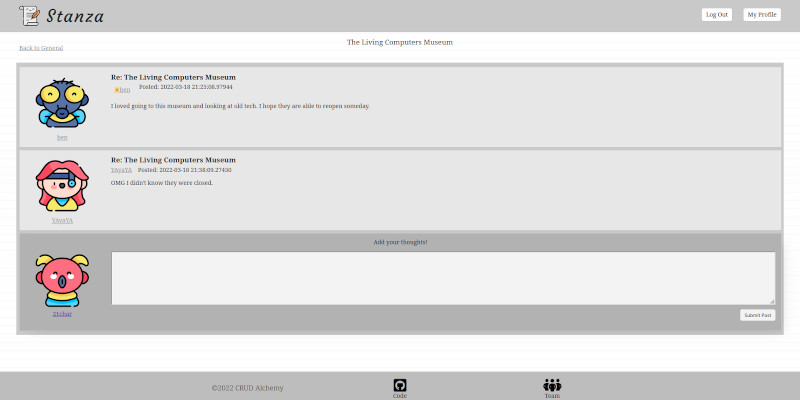 Stanza
Log Out
My Profile
Back to General
The Living Computers Museum
Re: The Living Computers Museum
ben
Posted: 2022-03-18 21:23:08.97944
I loved going to this museum and looking at old tech. I hope they are able to reopen someday.
ben
Re: The Living Computers Museum
YAyaYA
Posted: 2022-03-18 21:38:09.27430
OMG I didn't know they were closed.
YAyaYA
Add your thoughts!
21char
Submit Post
©2022 CRUD Alchemy
Code
Team